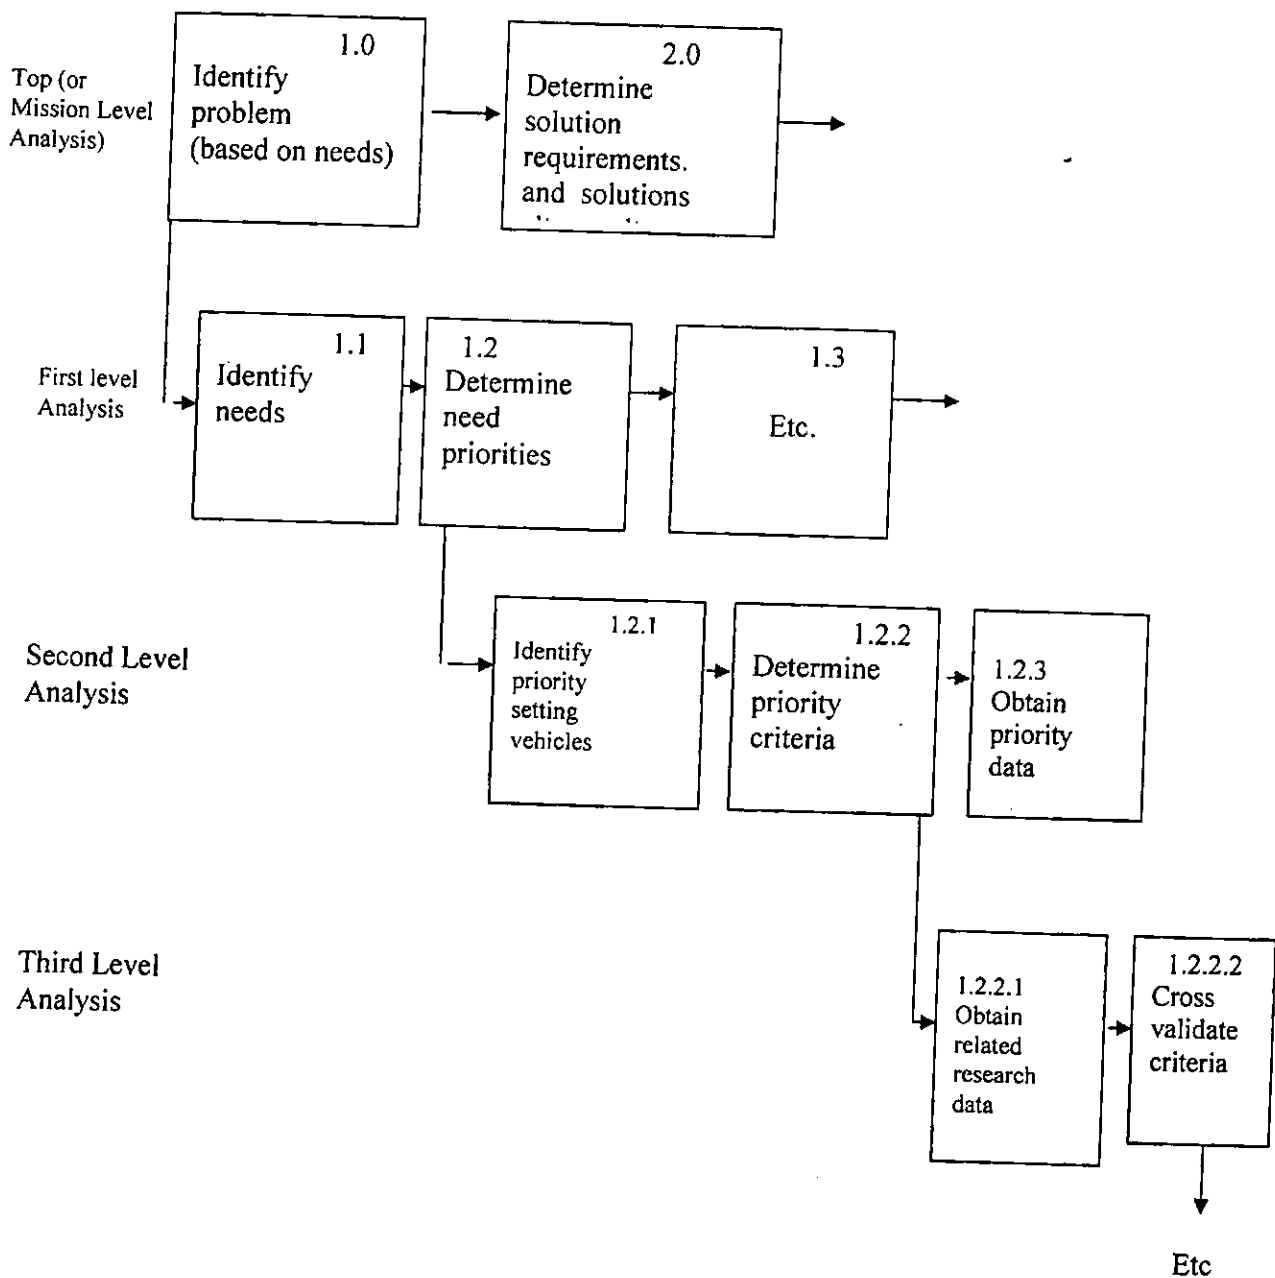 Top (or
Mission Level
Analysis)
1.0
Identify
problem
(based on needs)
2.0
Determine
solution
requirements.
and solutions
First level
Analysis
1.1
Identify
needs
1.2
Determine
need
priorities
1.3
Etc.
Second Level
Analysis
1.2.1
Identify
priority
setting
vehicles
1.2.2
Determine
priority
criteria
1.2.3
Obtain
priority
data
Third Level
Analysis
1.2.2.1
Obtain
related
research
data
1.2.2.2
Cross
validate
criteria
Etc